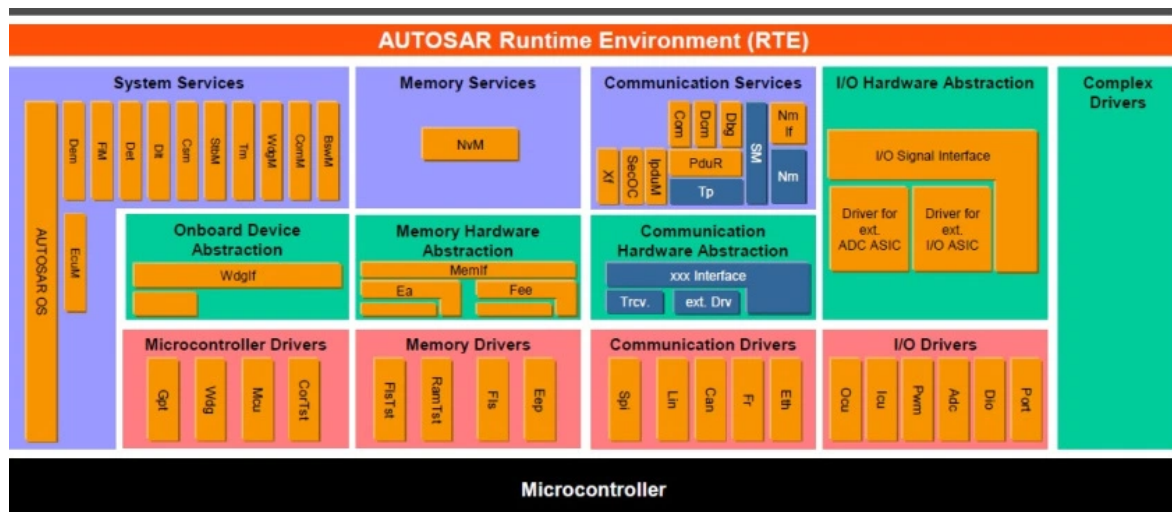 AUTOSAR Runtime Environment (RTE)
System Services
AUTOSAR OS
Dem
FiM
Det
Dlt
Csm
StbM
Tm
WdgM
ComM
BswM
EcuM
Memory Services
NvM
Communication Services
Xf
SecOC
IpduM
Com
Dcm
Dbg
PduR
Tp
SM
Nm
If
Nm
I/O Hardware Abstraction
I/O Signal Interface
Driver for
ext.
ADC ASIC
Driver for
ext.
I/O ASIC
Complex
Drivers
Onboard Device
Abstraction
WdgIf
Memory Hardware
Abstraction
MemIf
Ea
Fee
Communication
Hardware Abstraction
xxx Interface
Trcv.
ext. Drv
Microcontroller Drivers
Gpt
Wdg
Mcu
CorTst
Memory Drivers
FlsTst
RamTst
Fls
Eep
Communication Drivers
Spi
Lin
Can
Fr
Eth
I/O Drivers
Ocu
Icu
Pwm
Adc
Dio
Port
Microcontroller